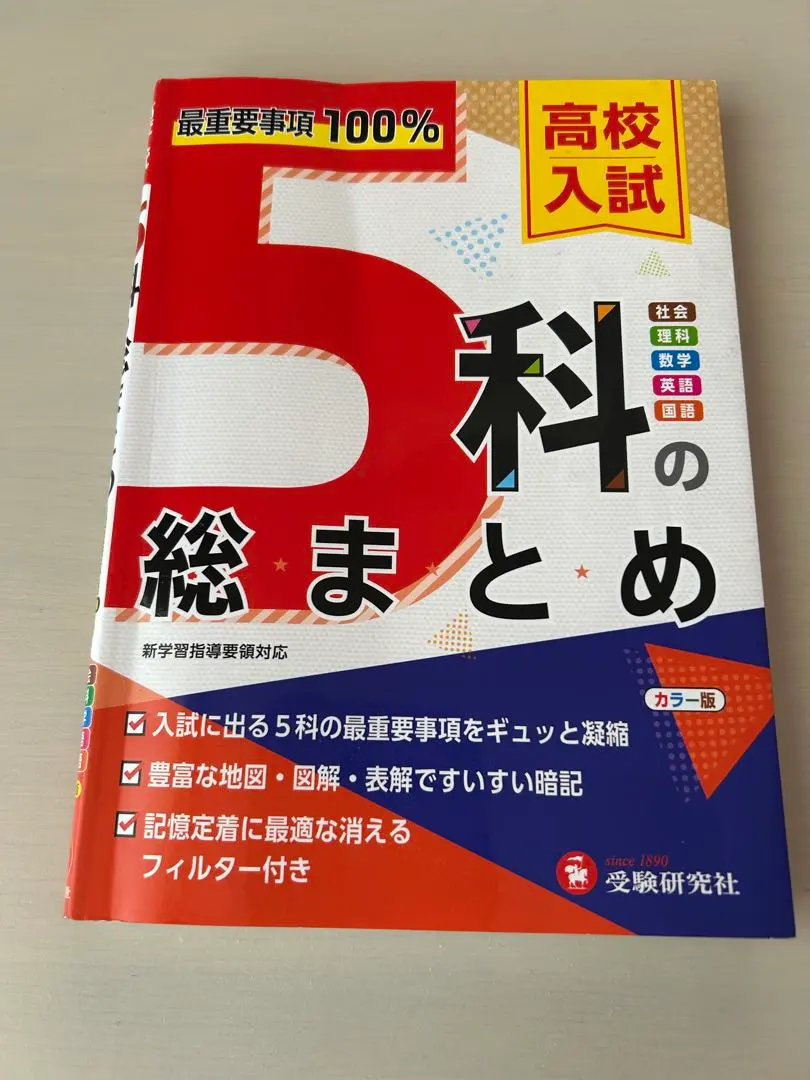 最重要事項 100%
高校
入試
5科の
社会
理科
数学
英語
国語
総まとめ
新学習指導要領対応
カラー版
入試に出る5科の最重要事項をギュッと凝縮
豊富な地図・図解・表解ですいすい暗記
記憶定着に最適な消える
フィルター付き
since 1890
受験研究社